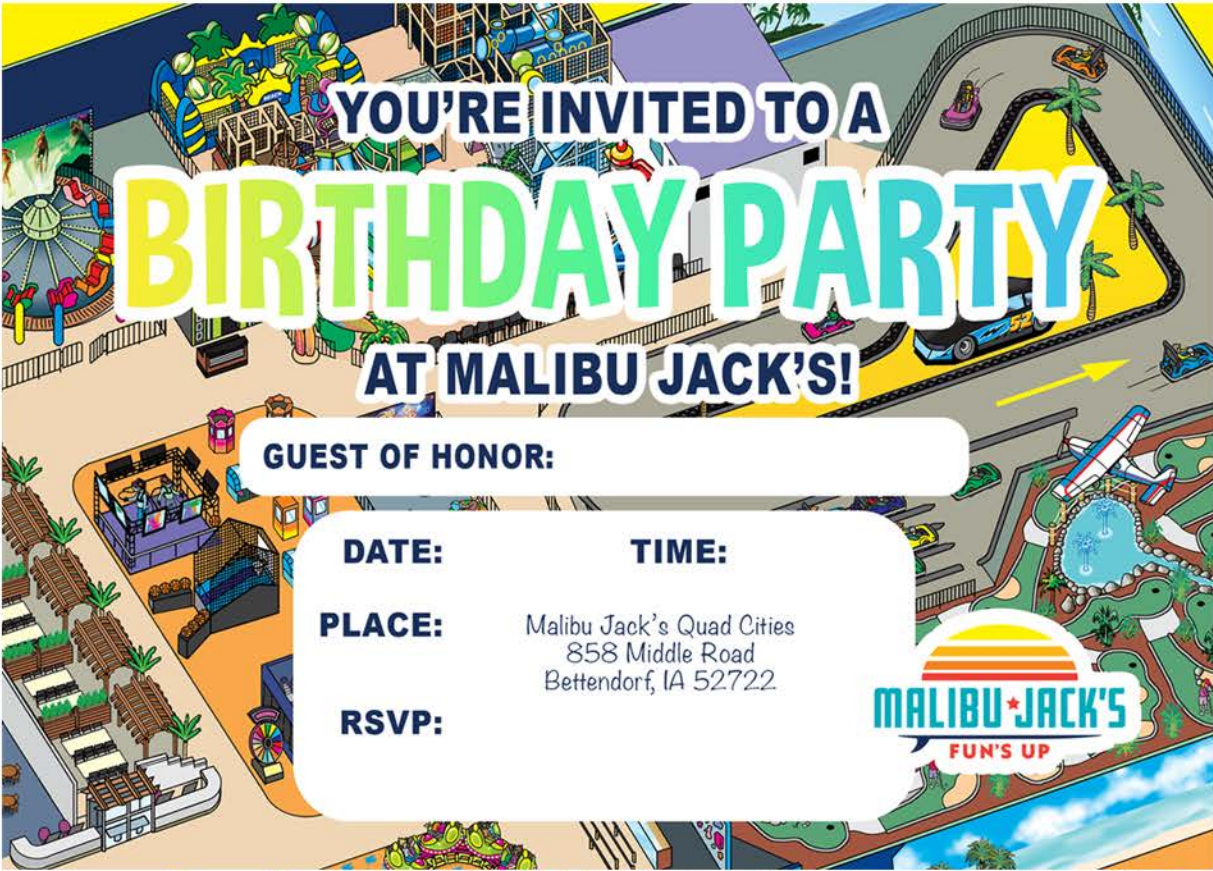 YOU'RE INVITED TO A
BIRTHDAY PARTY
AT MALIBU JACK'S!
GUEST OF HONOR:
DATE: TIME:
PLACE: Malibu Jack's Quad Cities
858 Middle Road
Bettendorf, IA 52722
RSVP:
MALIBU★JACK'S
FUN'S UP